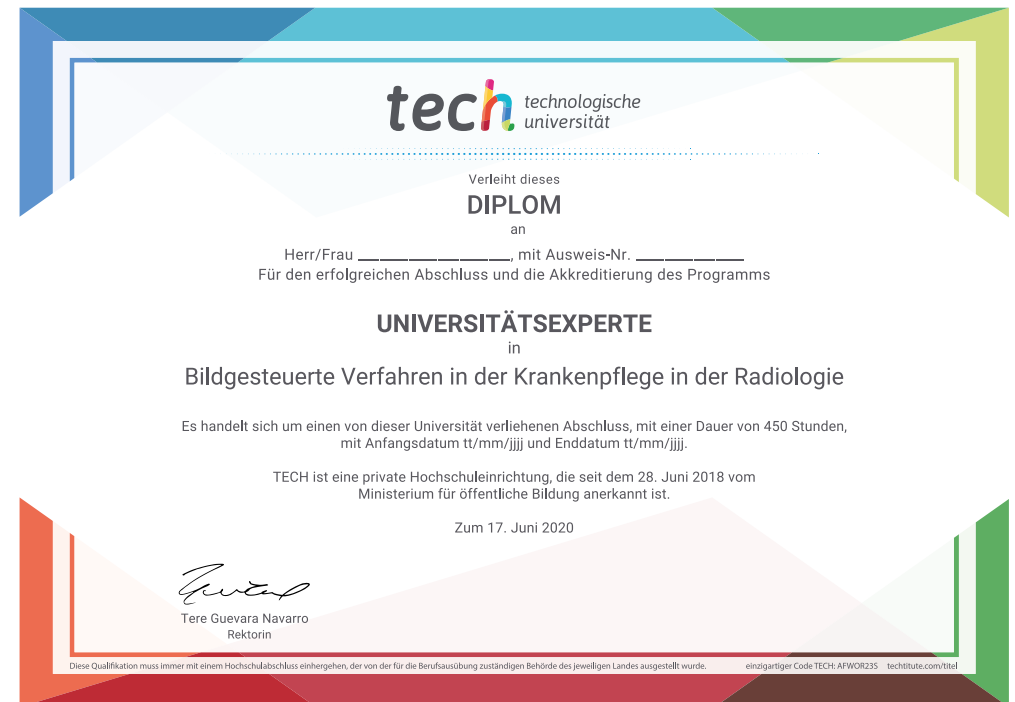 tech technologische
universität
Verleiht dieses
DIPLOM
an
Herr/Frau ____________________, mit Ausweis-Nr. ______________
Für den erfolgreichen Abschluss und die Akkreditierung des Programms
UNIVERSITÄTSEXPERTE
in
Bildgesteuerte Verfahren in der Krankenpflege in der Radiologie
Es handelt sich um einen von dieser Universität verliehenen Abschluss, mit einer Dauer von 450 Stunden,
mit Anfangsdatum tt/mm/jjjj und Enddatum tt/mm/jjjj.
TECH ist eine private Hochschuleinrichtung, die seit dem 28. Juni 2018 vom
Ministerium für öffentliche Bildung anerkannt ist.
Zum 17. Juni 2020
Tere Guevara Navarro
Rektorin
Diese Qualifikation muss immer mit einem Hochschulabschluss einhergehen, der von der für die Berufsausübung zuständigen Behörde des jeweiligen Landes ausgestellt wurde. einzigartiger Code TECH: AFWOR23S techtitute.com/titel